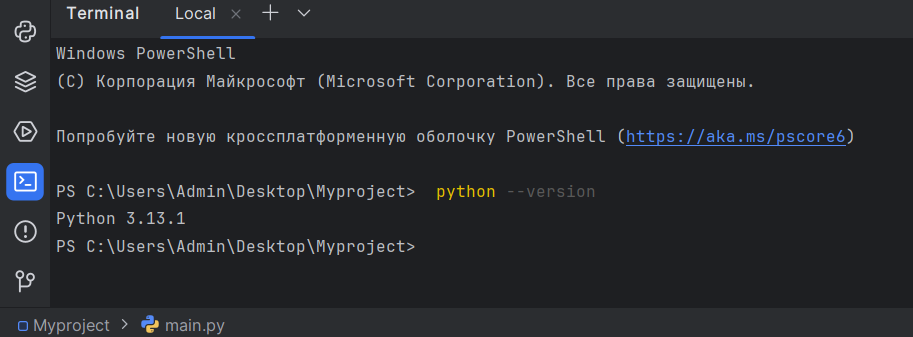 Terminal Local
Windows PowerShell
(C) Корпорация Майкрософт (Microsoft Corporation). Все права защищены.
Попробуйте новую кроссплатформенную оболочку PowerShell (https://aka.ms/pscore6)
PS C:\Users\Admin\Desktop\Myproject>  python --version
Python 3.13.1
PS C:\Users\Admin\Desktop\Myproject>
Myproject > main.py